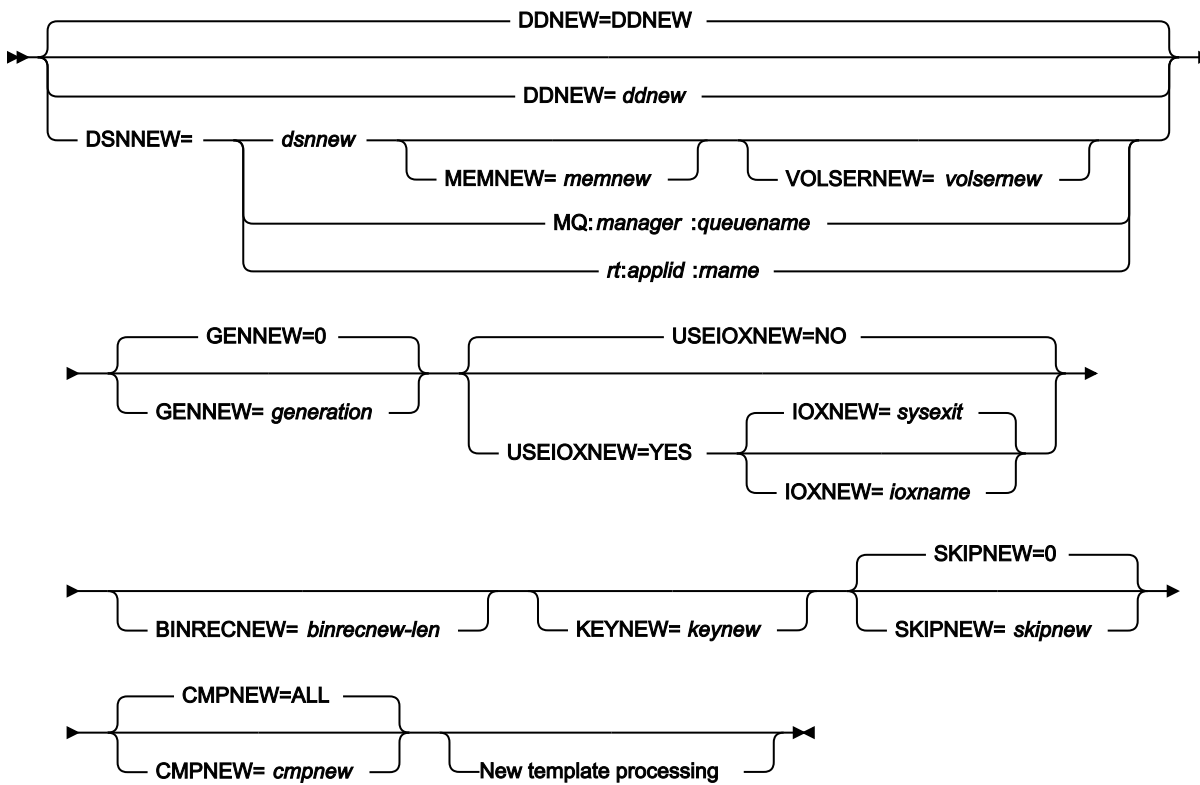 DDNEW=DDNEW
DDNEW= ddnew
DSNNEW= dsnnew
MEMNEW= memnew VOLSERNEW= volsernew
MQ:manager :queuename
rt:applid :rname
GENNEW=0 USEIOXNEW=NO
GENNEW= generation IOXNEW= sysexit
USEIOXNEW=YES
IOXNEW= ioxname
SKIPNEW=0
BINRECNEW= binrecnew-len KEYNEW= keynew SKIPNEW= skipnew
CMPNEW=ALL
CMPNEW= cmpnew New template processing